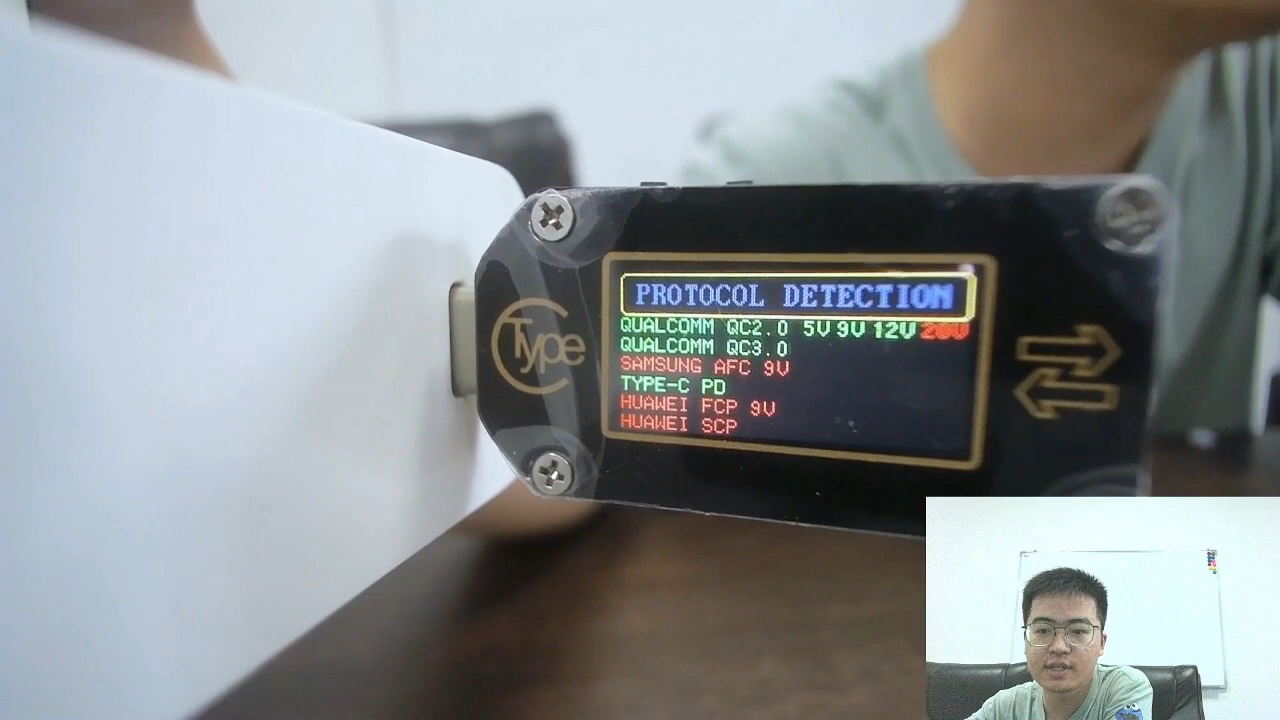 Type
PROTOCOL DETECTION
QUALCOMM QC2.0 5V 9V 12V 20V
QUALCOMM QC3.0
SAMSUNG AFC 9V
TYPE-C PD
HUAWEI FCP 9V
HUAWEI SCP